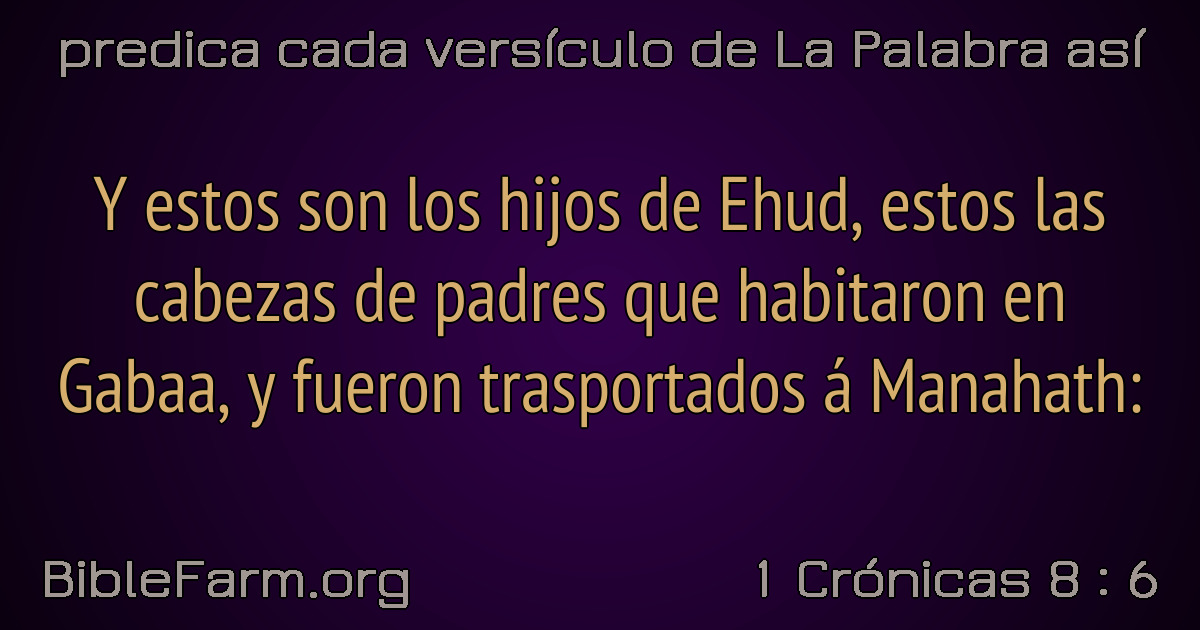 predica cada versículo de La Palabra así
Y estos son los hijos de Ehud, estos las
cabezas de padres que habitaron en
Gabaa, y fueron trasportados á Manahath:
BibleFarm.org
1 Crónicas 8 : 6